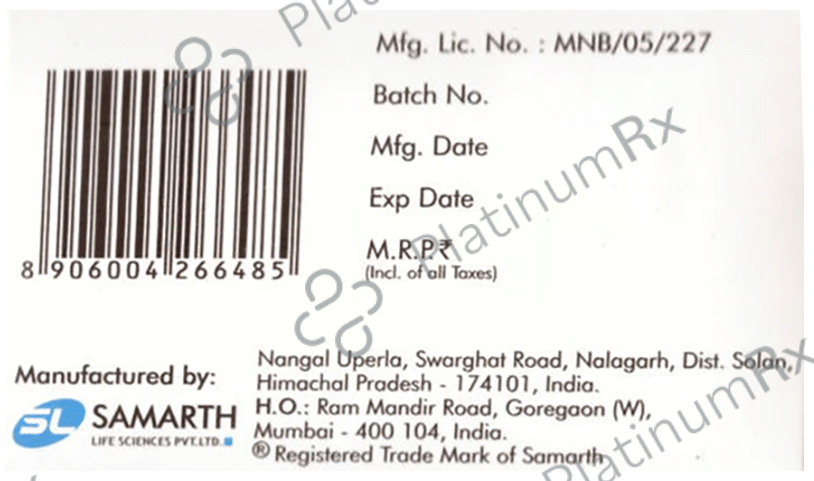 Mfg. Lic. No. : MNB/05/227
Batch No.
Mfg. Date
Exp Date
M.R.P.₹
(Incl. of all Taxes)
8 906004 266485
Manufactured by:
SL SAMARTH
LIFE SCIENCES PVT.LTD.
Nangal Uperla, Swarghat Road, Nalagarh, Dist. Solan,
Himachal Pradesh - 174101, India.
H.O.: Ram Mandir Road, Goregaon (W),
Mumbai - 400 104, India.
® Registered Trade Mark of Samarth
PlatinumRx
PlatinumRx